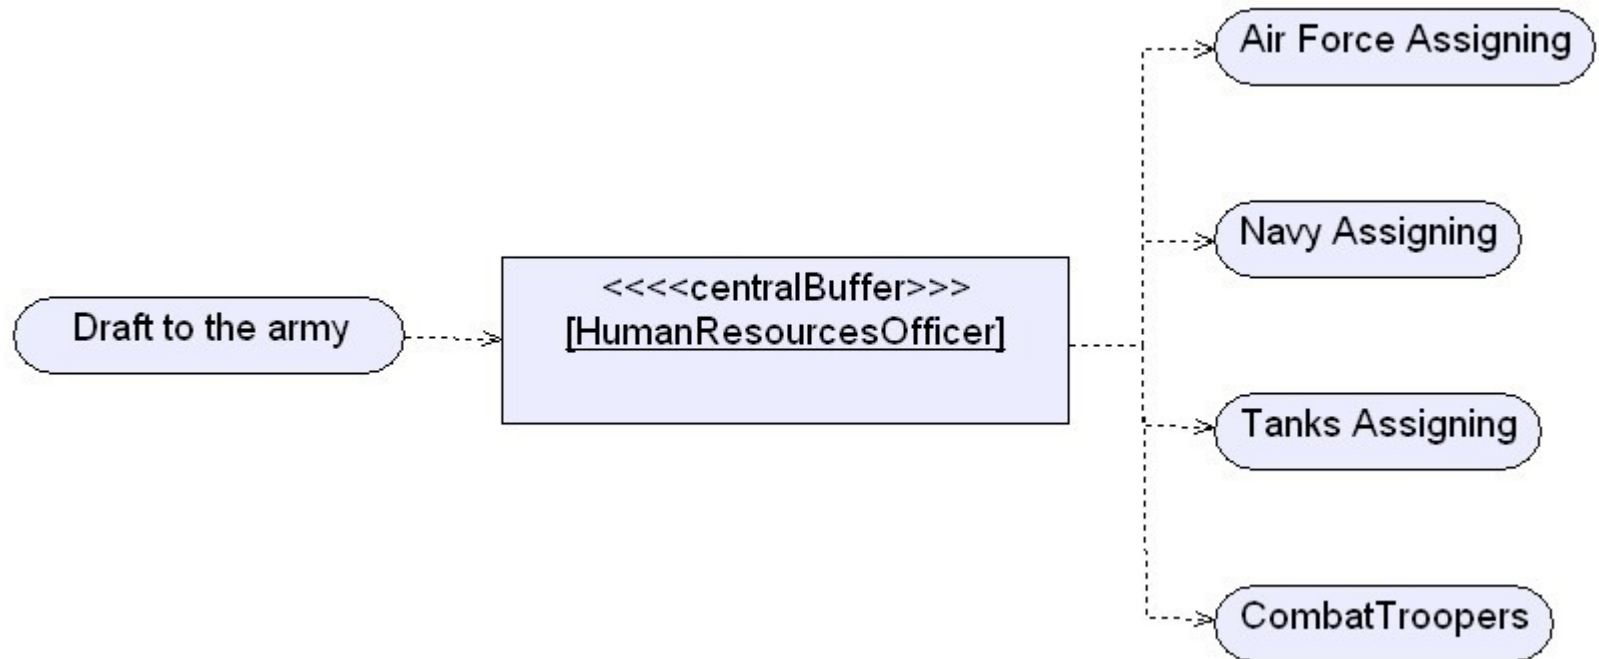 Air Force Assigning
Navy Assigning
<<<<centralBuffer>>>
[HumanResourcesOfficer]
Draft to the army
Tanks Assigning
CombatTroopers